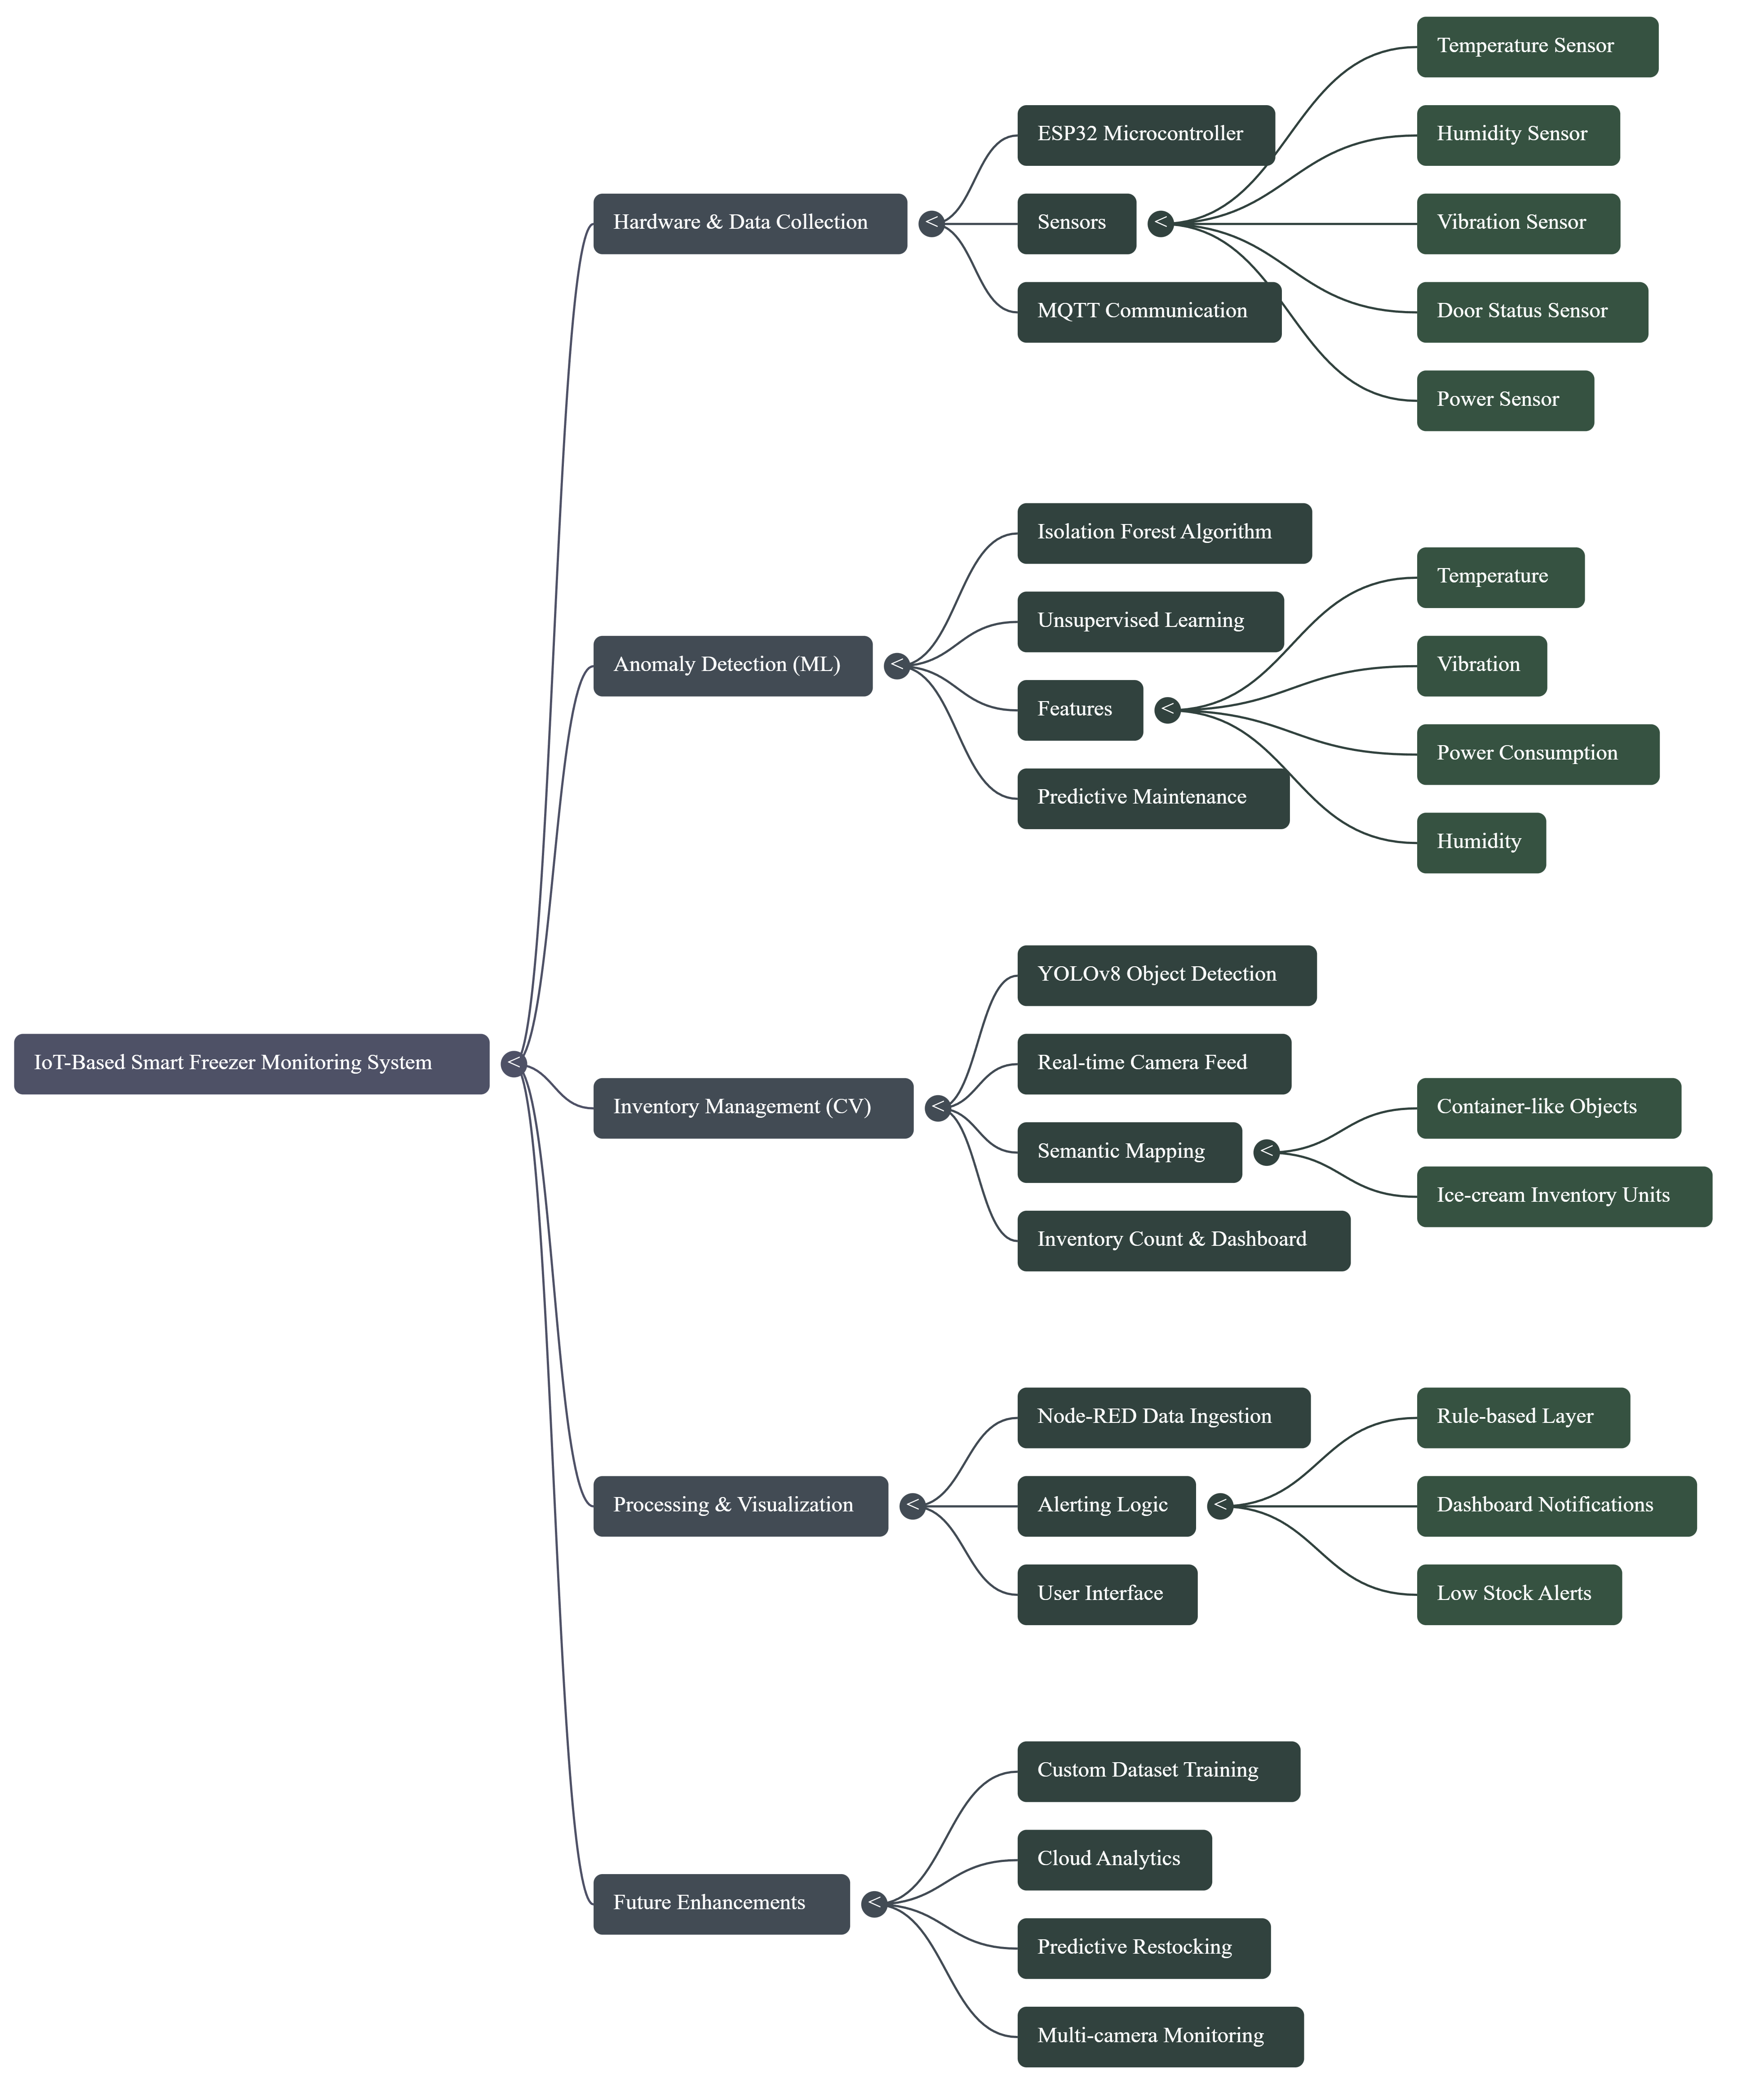 IoT-Based Smart Freezer Monitoring System
<
Hardware & Data Collection
<
ESP32 Microcontroller
Sensors
<
Temperature Sensor
Humidity Sensor
Vibration Sensor
Door Status Sensor
Power Sensor
MQTT Communication
Anomaly Detection (ML)
<
Isolation Forest Algorithm
Unsupervised Learning
Features
<
Temperature
Vibration
Power Consumption
Humidity
Predictive Maintenance
Inventory Management (CV)
<
YOLOv8 Object Detection
Real-time Camera Feed
Semantic Mapping
<
Container-like Objects
Ice-cream Inventory Units
Inventory Count & Dashboard
Processing & Visualization
<
Node-RED Data Ingestion
Alerting Logic
<
Rule-based Layer
Dashboard Notifications
Low Stock Alerts
User Interface
Future Enhancements
<
Custom Dataset Training
Cloud Analytics
Predictive Restocking
Multi-camera Monitoring